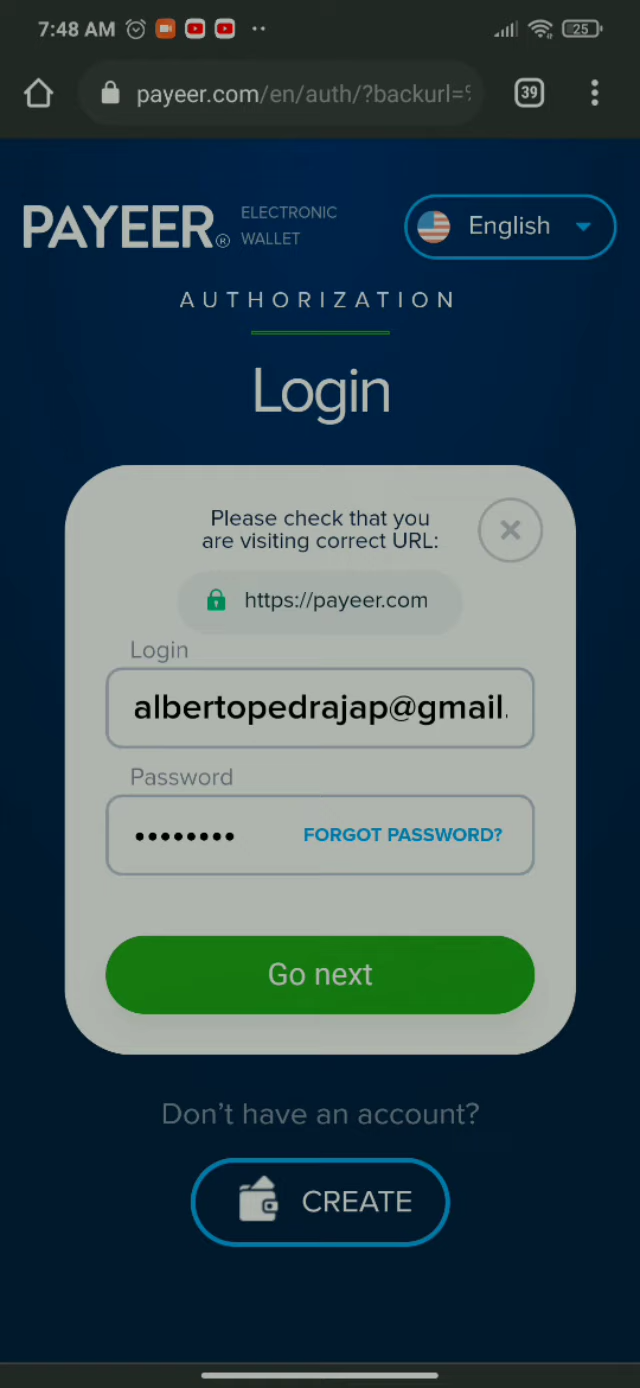 7:48 AM
25
payeer.com/en/auth/?backurl=%
39
PAYEER®
ELECTRONIC
WALLET
English
AUTHORIZATION
Login
Please check that you
are visiting correct URL:
https://payeer.com
Login
albertopedrajap@gmail.
Password
••••••••
FORGOT PASSWORD?
Go next
Don't have an account?
CREATE